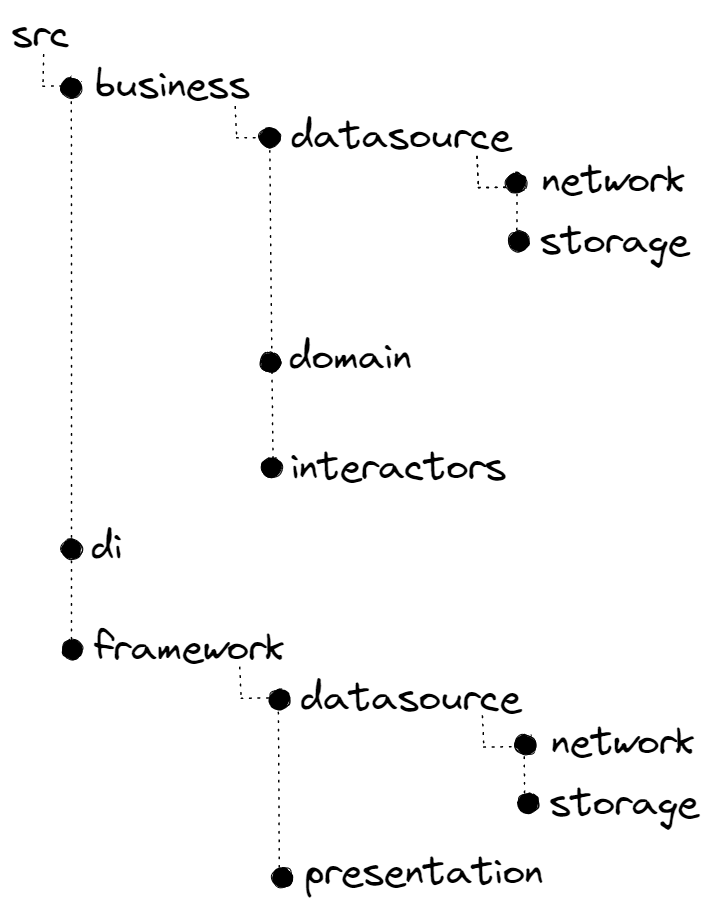 src
business
datasource
network
storage
domain
interactors
di
framework
datasource
network
storage
presentation